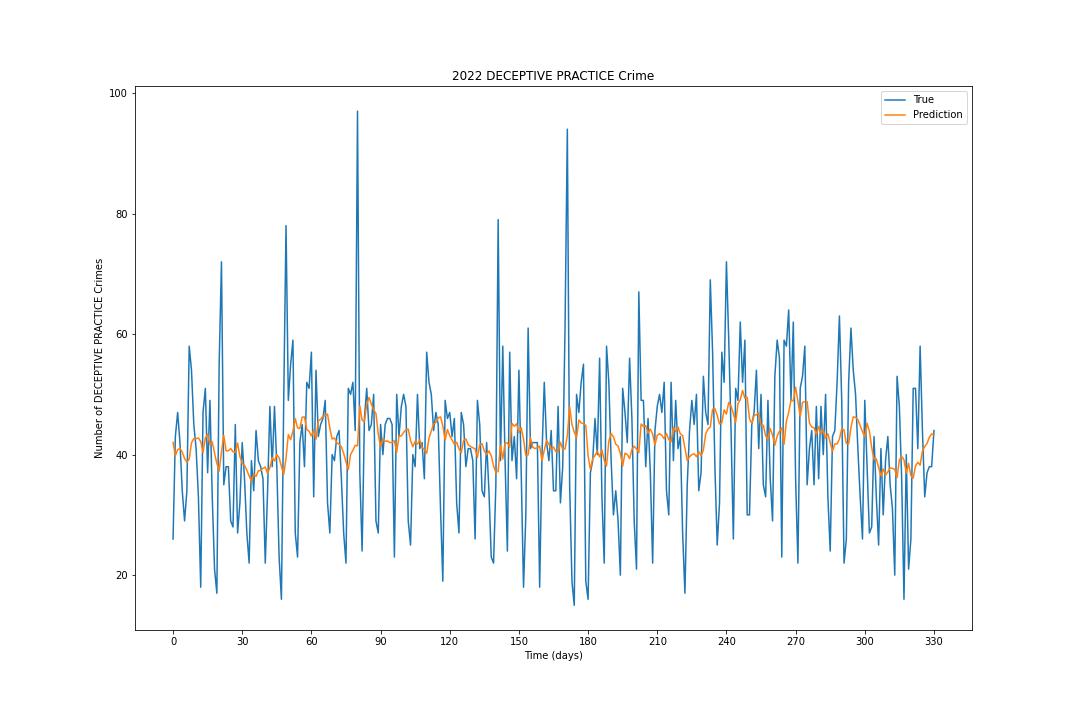 2022 DECEPTIVE PRACTICE Crime
True
Prediction
Number of DECEPTIVE PRACTICE Crimes
100
80
60
40
20
0 30 60 90 120 150 180 210 240 270 300 330
Time (days)